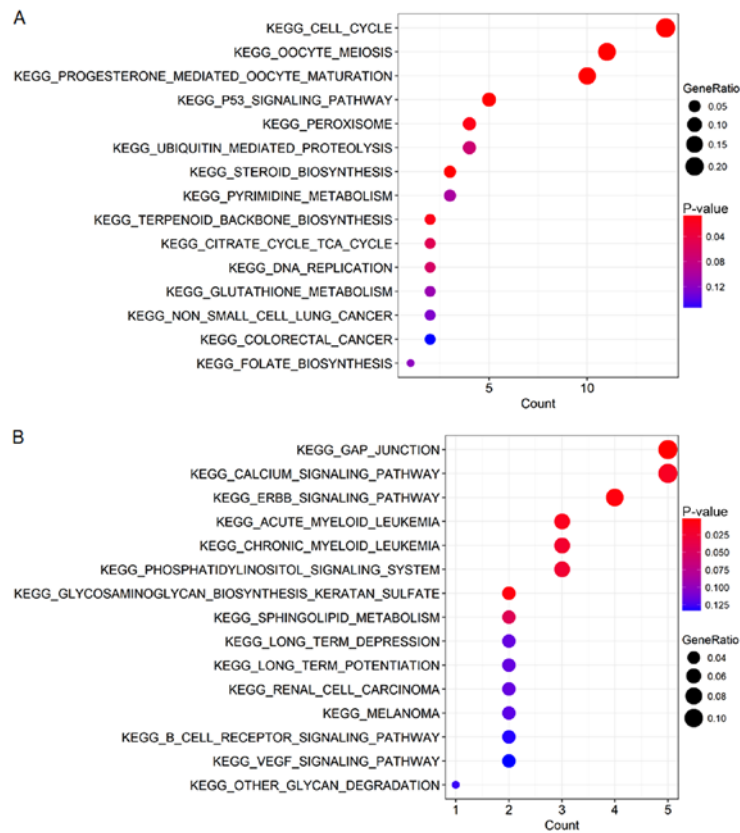 A
KEGG_CELL_CYCLE
KEGG_OOCYTE_MEIOSIS
KEGG_PROGESTERONE_MEDIATED_OOCYTE_MATURATION
KEGG_P53_SIGNALING_PATHWAY
KEGG_PEROXISOME
KEGG_UBIQUITIN_MEDIATED_PROTEOLYSIS
KEGG_STEROID_BIOSYNTHESIS
KEGG_PYRIMIDINE_METABOLISM
KEGG_TERPENOID_BACKBONE_BIOSYNTHESIS
KEGG_CITRATE_CYCLE_TCA_CYCLE
KEGG_DNA_REPLICATION
KEGG_GLUTATHIONE_METABOLISM
KEGG_NON_SMALL_CELL_LUNG_CANCER
KEGG_COLORECTAL_CANCER
KEGG_FOLATE_BIOSYNTHESIS
5 10
Count
GeneRatio
0.05
0.10
0.15
0.20
P-value
0.04
0.08
0.12
B
KEGG_GAP_JUNCTION
KEGG_CALCIUM_SIGNALING_PATHWAY
KEGG_ERBB_SIGNALING_PATHWAY
KEGG_ACUTE_MYELOID_LEUKEMIA
KEGG_CHRONIC_MYELOID_LEUKEMIA
KEGG_PHOSPHATIDYLINOSITOL_SIGNALING_SYSTEM
KEGG_GLYCOSAMINOGLYCAN_BIOSYNTHESIS_KERATAN_SULFATE
KEGG_SPHINGOLIPID_METABOLISM
KEGG_LONG_TERM_DEPRESSION
KEGG_LONG_TERM_POTENTIATION
KEGG_RENAL_CELL_CARCINOMA
KEGG_MELANOMA
KEGG_B_CELL_RECEPTOR_SIGNALING_PATHWAY
KEGG_VEGF_SIGNALING_PATHWAY
KEGG_OTHER_GLYCAN_DEGRADATION
1 2 3 4 5
Count
P-value
0.025
0.050
0.075
0.100
0.125
GeneRatio
0.04
0.06
0.08
0.10